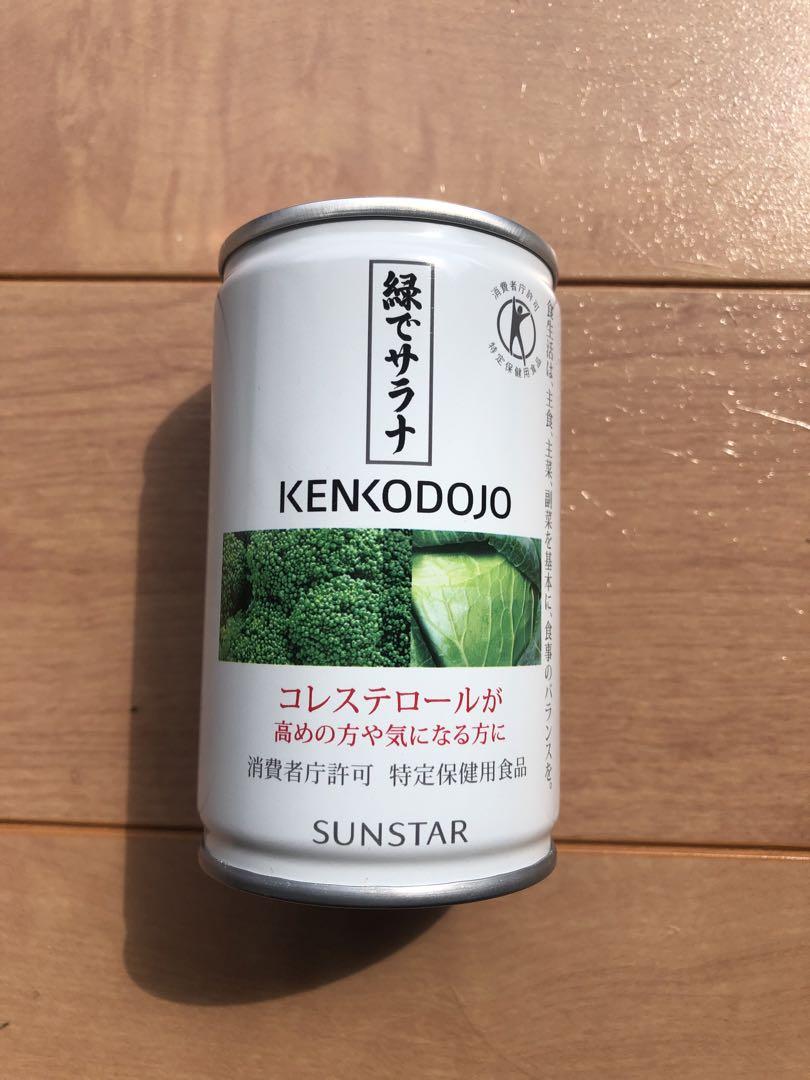 緑でサラナ
消費者庁許可
特定保健用食品
KENKODOJO
コレステロールが
高めの方や気になる方に
消費者庁許可 特定保健用食品
SUNSTAR
食生活は、主食、主菜、副菜を基本に、食事のバランスを。